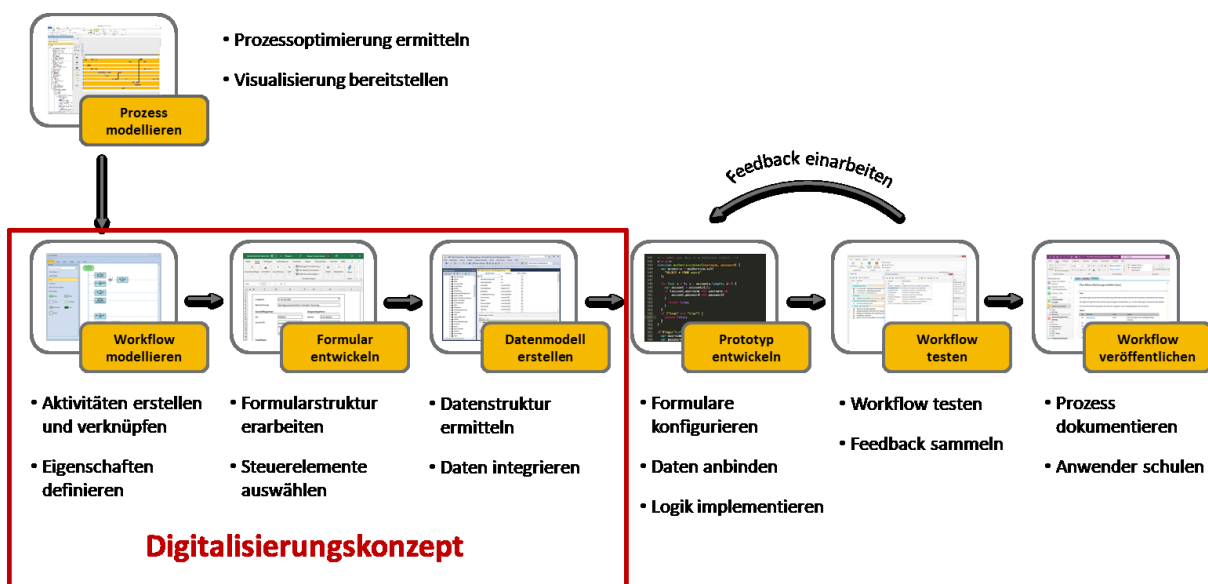 • Prozessoptimierung ermitteln
• Visualisierung bereitstellen
Prozess
modellieren
Feedback einarbeiten
Workflow
modellieren
Formular
entwickeln
Datenmodell
erstellen
Prototyp
entwickeln
Workflow
testen
Workflow
veröffentlichen
• Aktivitäten erstellen
und verknüpfen
• Eigenschaften
definieren
• Formularstruktur
erarbeiten
• Steuerelemente
auswählen
• Datenstruktur
ermitteln
• Daten integrieren
• Formulare
konfigurieren
• Daten anbinden
• Logik implementieren
• Workflow testen
• Feedback sammeln
• Prozess
dokumentieren
• Anwender schulen
Digitalisierungskonzept